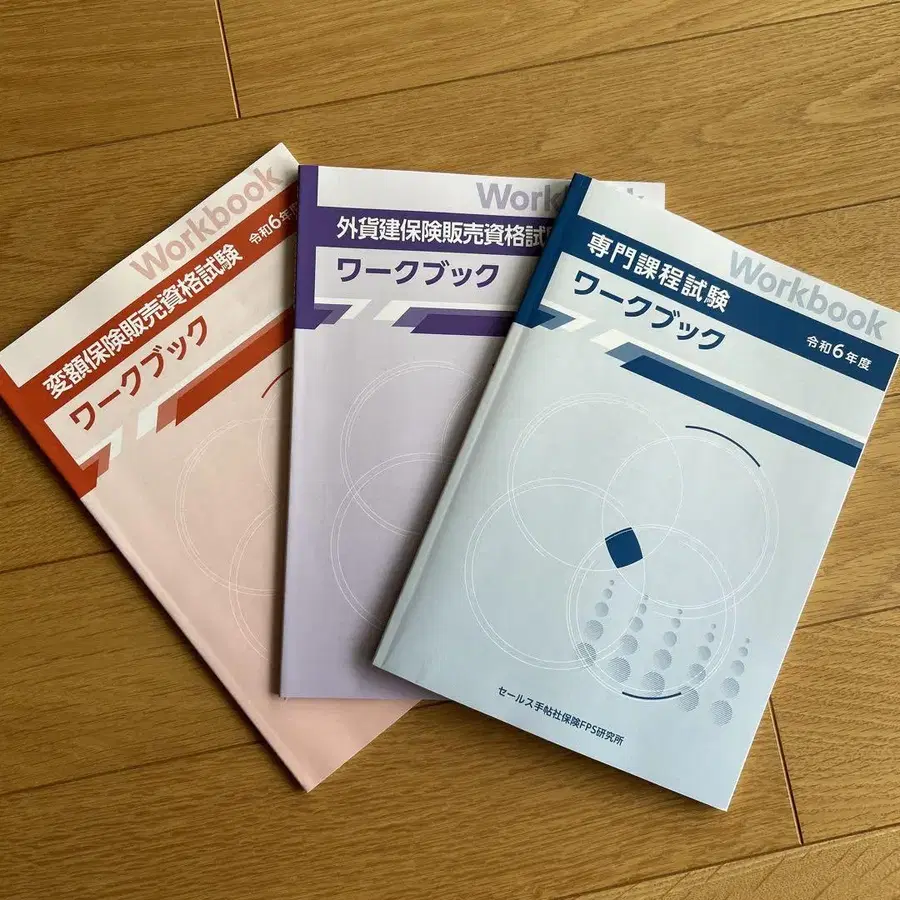 Workbook
変額保険販売資格試験 令和6年度
ワークブック
Workbook
外貨建保険販売資格試験
ワークブック
Workbook
専門課程試験
令和6年度
ワークブック
セールス手帖社保険FPS研究所